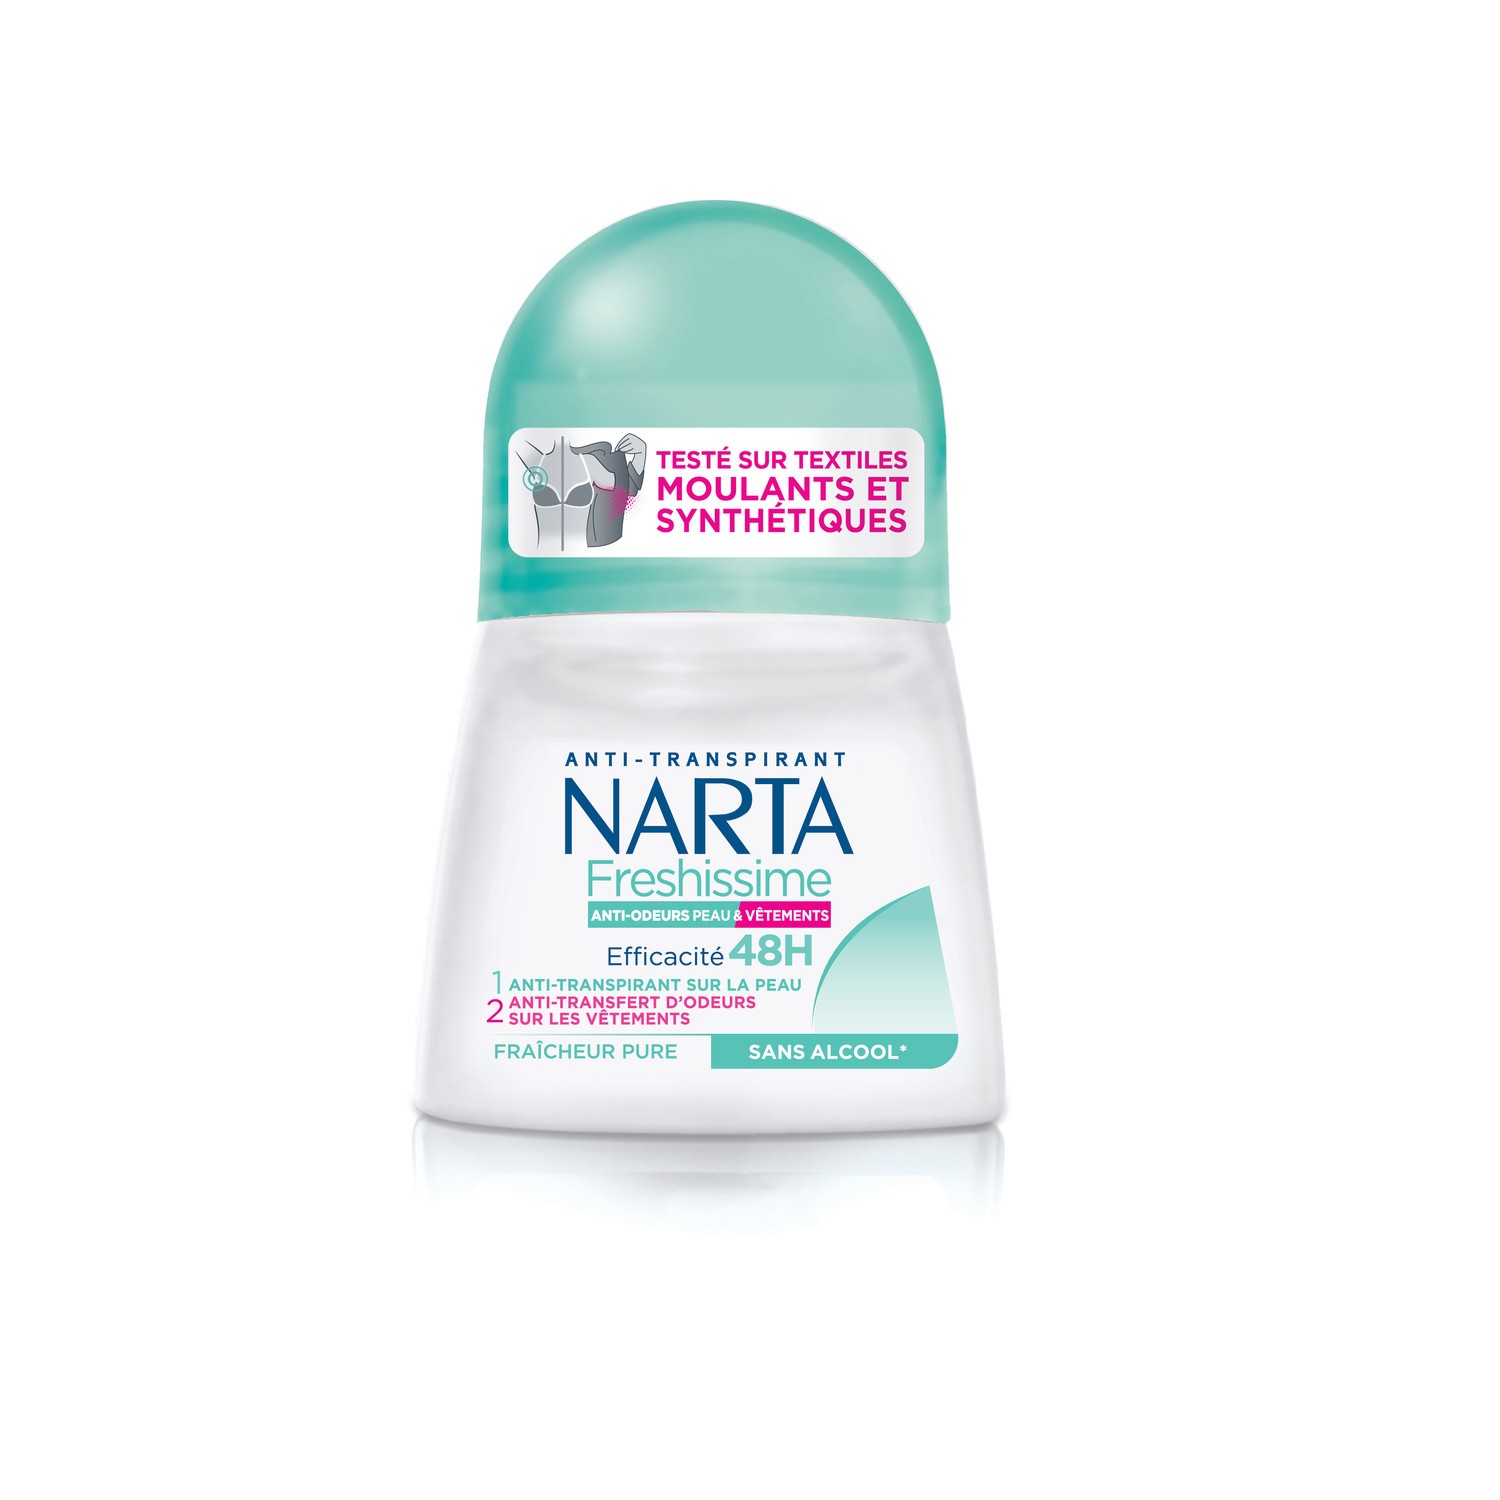 TESTÉ SUR TEXTILES
MOULANTS ET
SYNTHÉTIQUES
ANTI-TRANSPIRANT
NARTA
Freshissime
ANTI-ODEURS PEAU & VÊTEMENTS
Efficacité 48H
1 ANTI-TRANSPIRANT SUR LA PEAU
2 ANTI-TRANSFERT D'ODEURS
SUR LES VÊTEMENTS
FRAÎCHEUR PURE SANS ALCOOL*